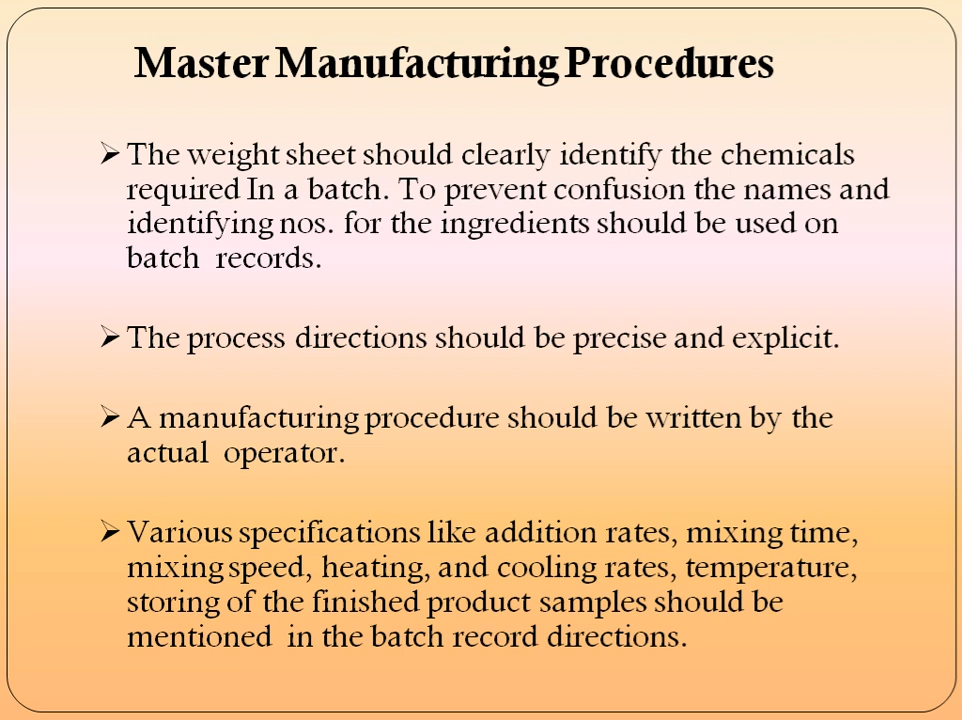 Master Manufacturing Procedures
➢ The weight sheet should clearly identify the chemicals
required In a batch. To prevent confusion the names and
identifying nos. for the ingredients should be used on
batch records.
➢ The process directions should be precise and explicit.
➢ A manufacturing procedure should be written by the
actual operator.
➢ Various specifications like addition rates, mixing time,
mixing speed, heating, and cooling rates, temperature,
storing of the finished product samples should be
mentioned in the batch record directions.